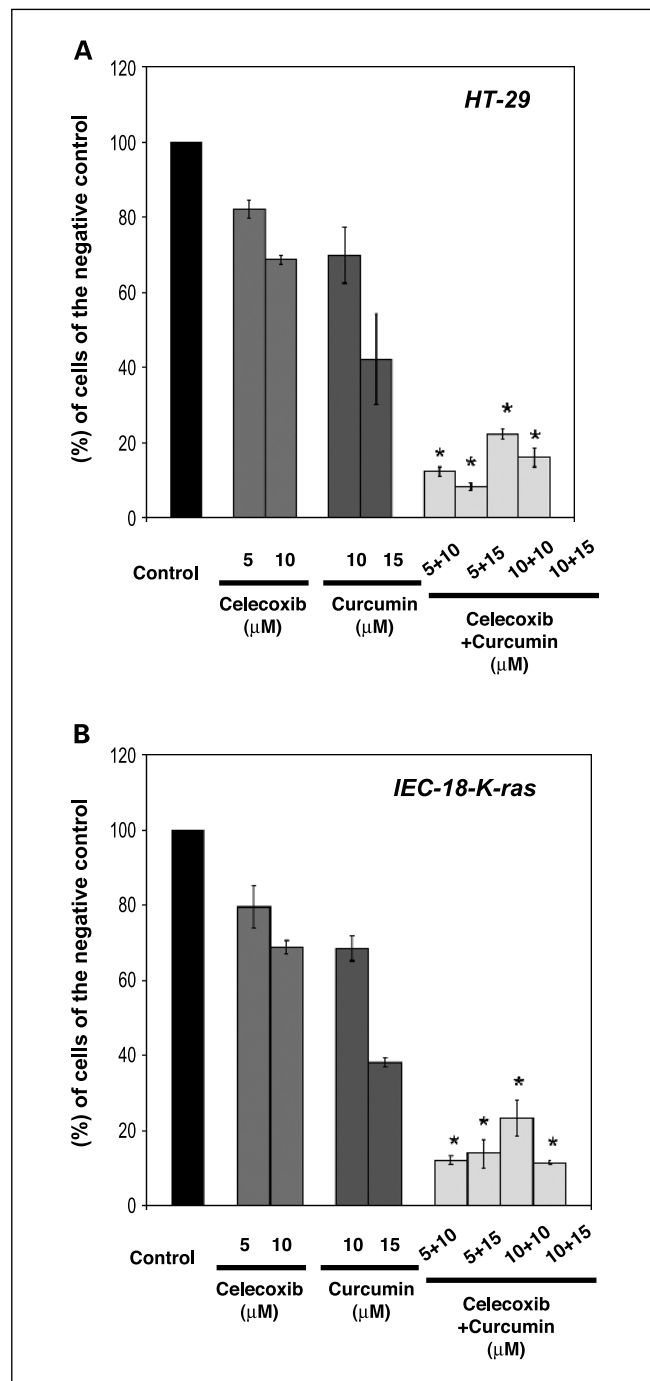 A
120
HT-29
100
80
60
40
20
0
(%) of cells of the negative control
* * * *
5 10 10 15 5+10 5+15 10+10 10+15
Control
Celecoxib
(μM)
Curcumin
(μM)
Celecoxib
+Curcumin
(μM)
B
120
IEC-18-K-ras
100
80
60
40
20
0
(%) of cells of the negative control
* * * *
5 10 10 15 5+10 5+15 10+10 10+15
Control
Celecoxib
(μM)
Curcumin
(μM)
Celecoxib
+Curcumin
(μM)